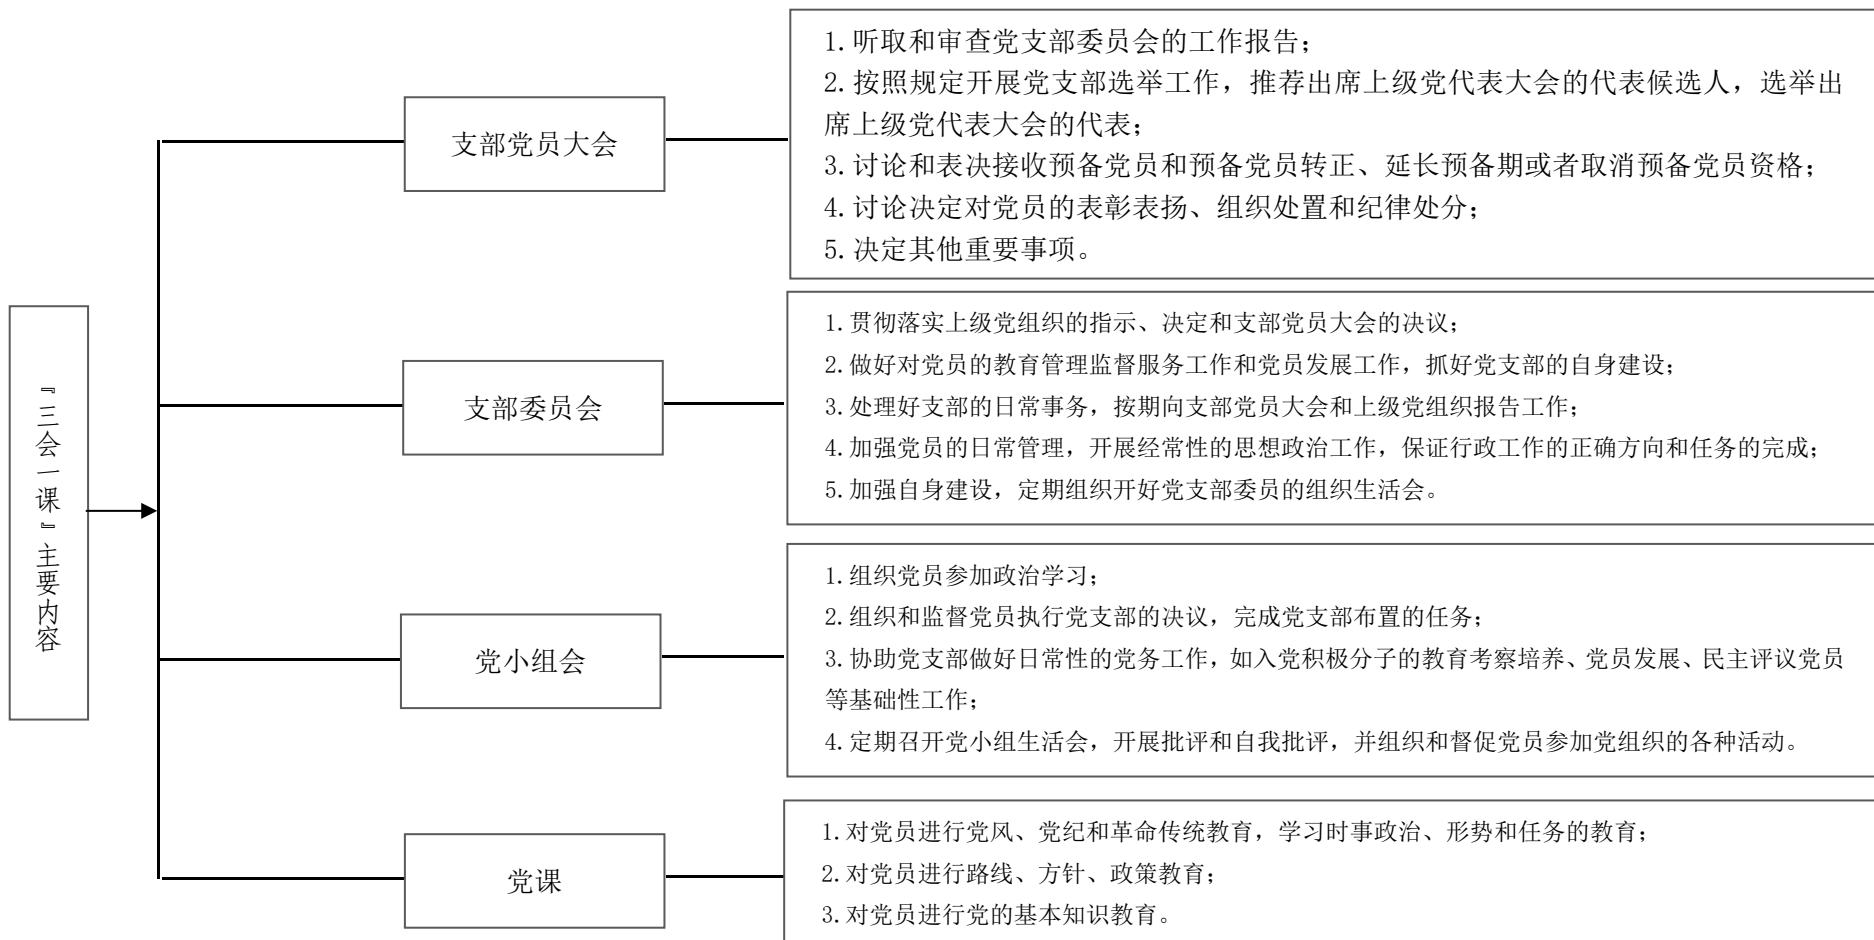 『三会一课』主要内容
支部党员大会
1.听取和审查党支部委员会的工作报告；
2.按照规定开展党支部选举工作，推荐出席上级党代表大会的代表候选人，选举出
席上级党代表大会的代表；
3.讨论和表决接收预备党员和预备党员转正、延长预备期或者取消预备党员资格；
4.讨论决定对党员的表彰表扬、组织处置和纪律处分；
5.决定其他重要事项。
支部委员会
1.贯彻落实上级党组织的指示、决定和支部党员大会的决议；
2.做好对党员的教育管理监督服务工作和党员发展工作，抓好党支部的自身建设；
3.处理好支部的日常事务，按期向支部党员大会和上级党组织报告工作；
4.加强党员的日常管理，开展经常性的思想政治工作，保证行政工作的正确方向和任务的完成；
5.加强自身建设，定期组织开好党支部委员的组织生活会。
党小组会
1.组织党员参加政治学习；
2.组织和监督党员执行党支部的决议，完成党支部布置的任务；
3.协助党支部做好日常性的党务工作，如入党积极分子的教育考察培养、党员发展、民主评议党员
等基础性工作；
4.定期召开党小组生活会，开展批评和自我批评，并组织和督促党员参加党组织的各种活动。
党课
1.对党员进行党风、党纪和革命传统教育，学习时事政治、形势和任务的教育；
2.对党员进行路线、方针、政策教育；
3.对党员进行党的基本知识教育。